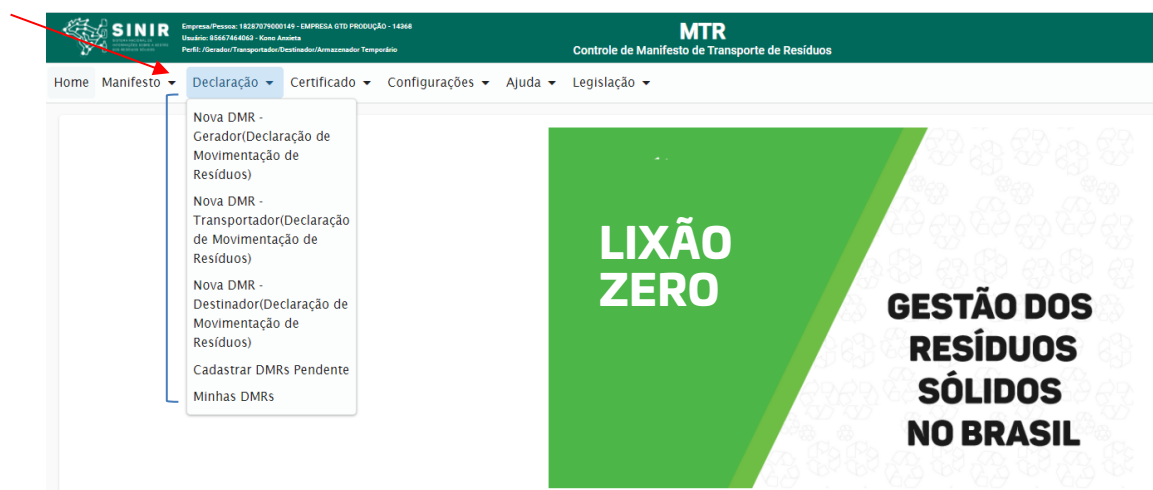 SINIR
Empresa/Pessoa: 18287079000149 - EMPRESA GTD PRODUÇÃO - 14368
Usuário: 85667464063 - Kono Anxieta
Perfil: /Gerador/Transportador/Destinador/Armazenador Temporário
MTR
Controle de Manifesto de Transporte de Resíduos
Home Manifesto Declaração Certificado Configurações Ajuda Legislação
Nova DMR -
Gerador(Declaração de
Movimentação de
Resíduos)
Nova DMR -
Transportador(Declaração
de Movimentação de
Resíduos)
Nova DMR -
Destinador(Declaração de
Movimentação de
Resíduos)
Cadastrar DMRs Pendente
Minhas DMRs
LIXÃO
ZERO
GESTÃO DOS
RESÍDUOS
SÓLIDOS
NO BRASIL